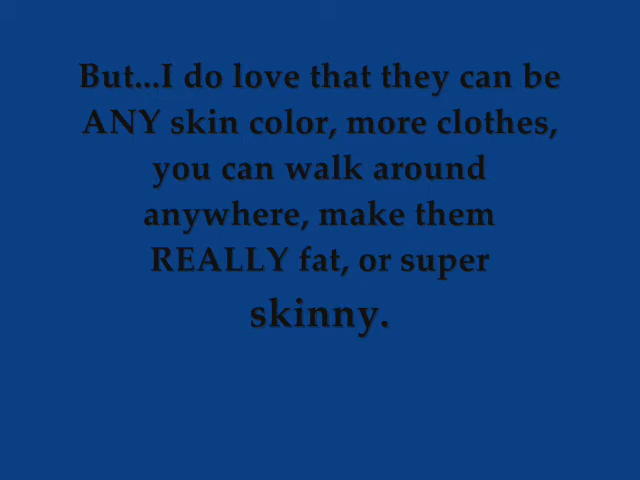 But...I do love that they can be
ANY skin color, more clothes,
you can walk around
anywhere, make them
REALLY fat, or super
skinny.